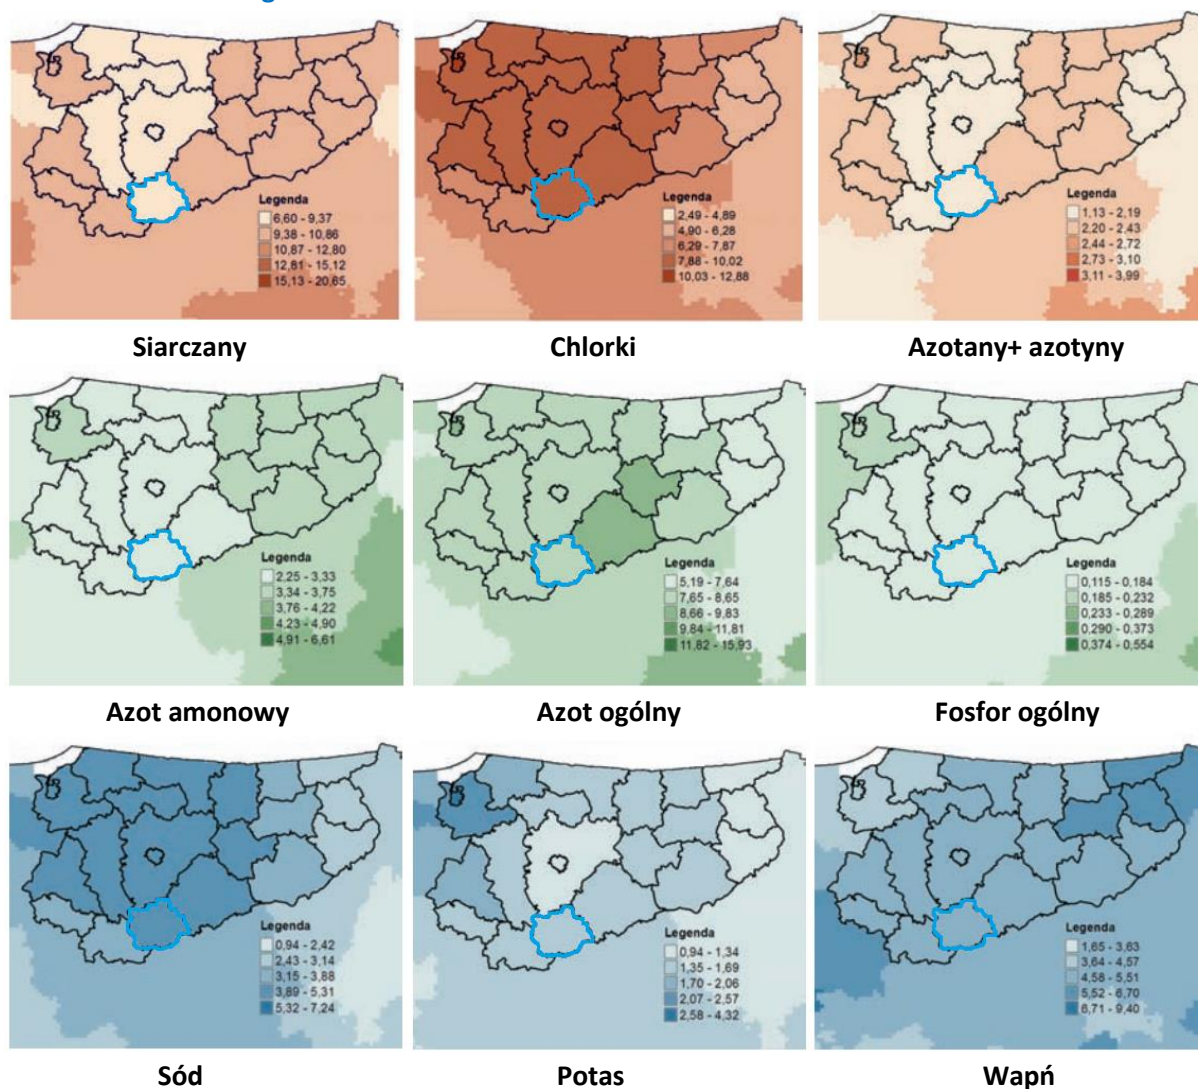 Legenda
6,60 - 9,37
9,38 - 10,86
10,87 - 12,80
12,81 - 15,12
15,13 - 20,65
Legenda
2,49 - 4,89
4,90 - 6,28
6,29 - 7,87
7,88 - 10,02
10,03 - 12,88
Legenda
1,13 - 2,19
2,20 - 2,43
2,44 - 2,72
2,73 - 3,10
3,11 - 3,99
Siarczany
Chlorki
Azotany+ azotyny
Legenda
2,25 - 3,33
3,34 - 3,75
3,76 - 4,22
4,23 - 4,90
4,91 - 6,61
Legenda
5,19 - 7,64
7,65 - 8,65
8,66 - 9,83
9,84 - 11,81
11,82 - 15,93
Legenda
0,115 - 0,184
0,185 - 0,232
0,233 - 0,289
0,290 - 0,373
0,374 - 0,554
Azot amonowy
Azot ogólny
Fosfor ogólny
Legenda
0,94 - 2,42
2,43 - 3,14
3,15 - 3,88
3,89 - 5,31
5,32 - 7,24
Legenda
0,94 - 1,34
1,35 - 1,69
1,70 - 2,06
2,07 - 2,57
2,58 - 4,32
Legenda
1,65 - 3,63
3,64 - 4,57
4,58 - 5,51
5,52 - 6,70
6,71 - 9,40
Sód
Potas
Wapń